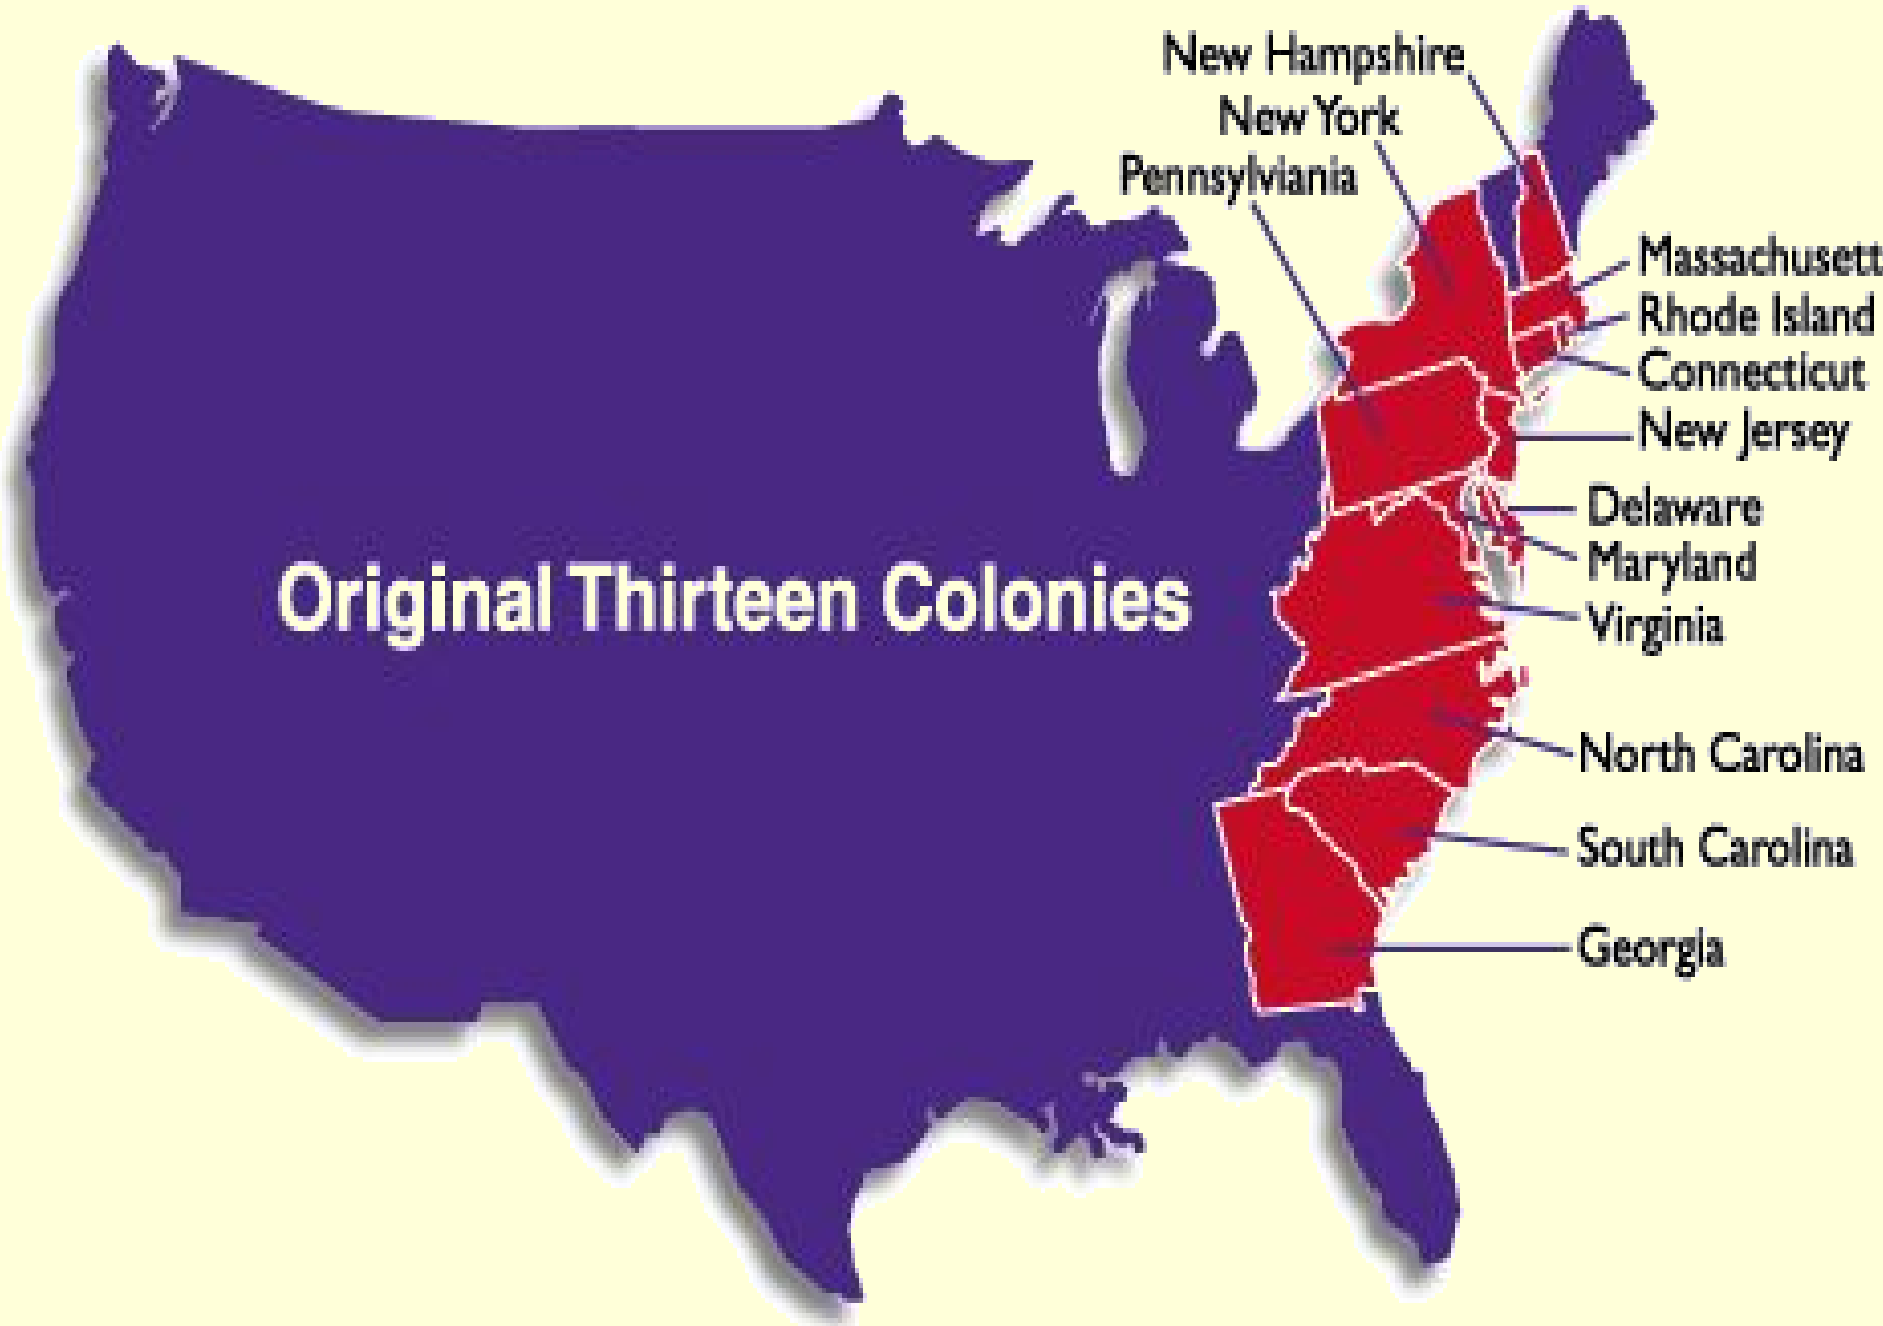 New Hampshire
New York
Pennsylviania
Massachusett
Rhode Island
Connecticut
New Jersey
Delaware
Maryland
Virginia
Original Thirteen Colonies
North Carolina
South Carolina
Georgia